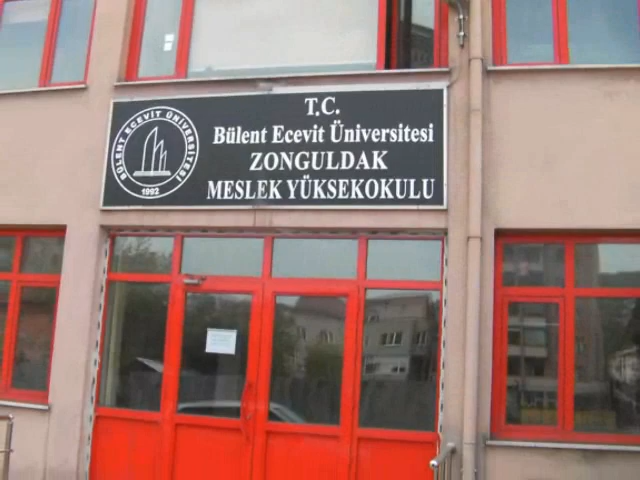 T.C.
Bülent Ecevit Üniversitesi
ZONGULDAK
MESLEK YÜKSEKOKULU
BÜLENT ECEVİT ÜNİVERSİTESİ
1992